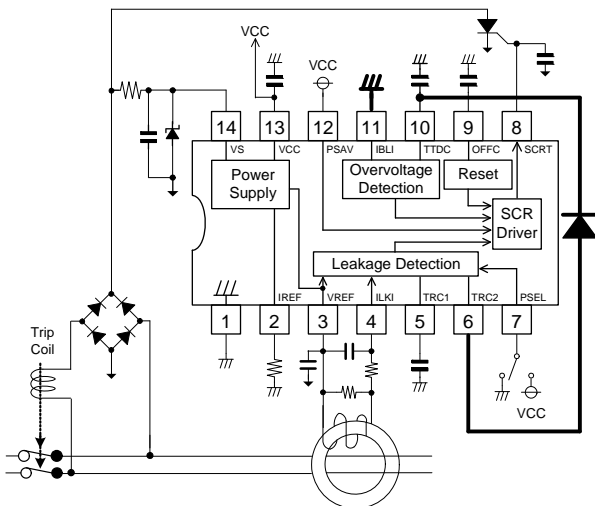 VCC
VCC
14
13
12
11
10
9
8
VS
VCC
PSAV
IBLI
TTDC
OFFC
SCRT
Power
Supply
Overvoltage
Detection
Reset
SCR
Driver
Leakage Detection
IREF
VREF
ILKI
TRC1
TRC2
PSEL
1
2
3
4
5
6
7
Trip
Coil
VCC